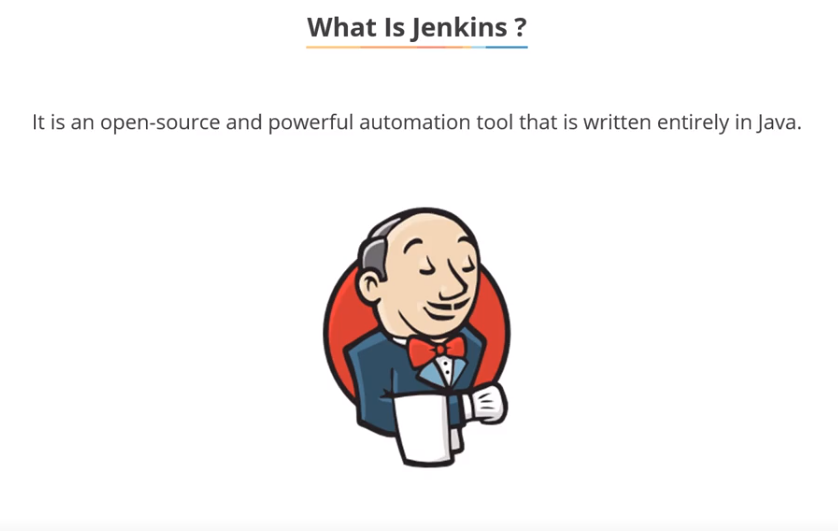 What Is Jenkins ?
It is an open-source and powerful automation tool that is written entirely in Java.